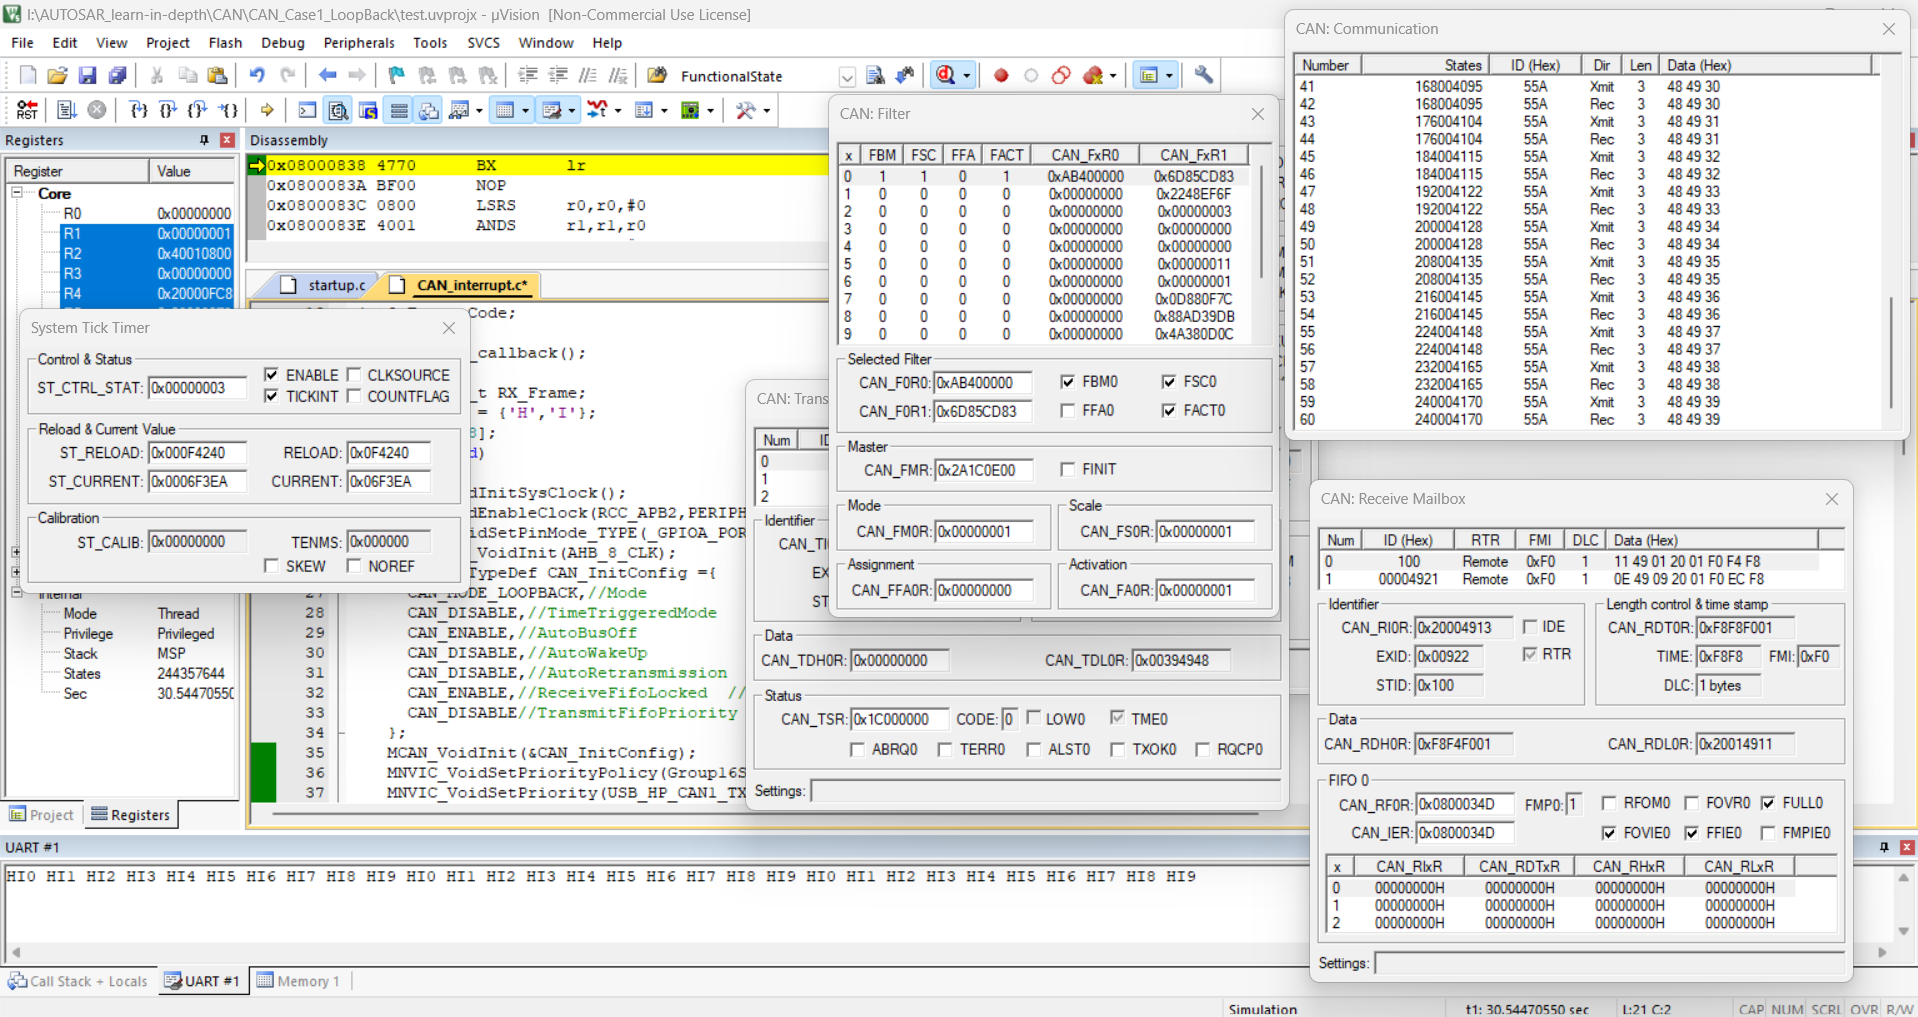 I:\AUTOSAR_learn-in-depth\CAN\CAN_Case1_LoopBack\test.uvprojx - µVision  [Non-Commercial Use License]
File Edit View Project Flash Debug Peripherals Tools SVCS Window Help
FunctionalState
RST
Registers
Register Value
Core
R0 0x00000000
R1 0x00000001
R2 0x40010800
R3 0x00000000
R4 0x20000FC8
Internal
Mode Thread
Privilege Privileged
Stack MSP
States 244357644
Sec 30.54470550
Project Registers
Disassembly
0x08000838 4770 BX lr
0x0800083A BF00 NOP
0x0800083C 0800 LSRS r0,r0,#0
0x0800083E 4001 ANDS r1,r1,r0
startup.c CAN_interrupt.c*
Code;
_callback();
t RX_Frame;
= {'H','I'};
8];
d)
dInitSysClock();
dEnableClock(RCC_APB2,PERIPH
idSetPinMode_TYPE(_GPIOA_POR
_VoidInit(AHB_8_CLK);
TypeDef CAN_InitConfig ={
27 CAN_MODE_LOOPBACK,//Mode
28 CAN_DISABLE,//TimeTriggeredMode
29 CAN_ENABLE,//AutoBusOff
30 CAN_DISABLE,//AutoWakeUp
31 CAN_DISABLE,//AutoRetransmission
32 CAN_ENABLE,//ReceiveFifoLocked //
33 CAN_DISABLE//TransmitFifoPriority
34 };
35 MCAN_VoidInit(&CAN_InitConfig);
36 MNVIC_VoidSetPriorityPolicy(Group16S
37 MNVIC_VoidSetPriority(USB_HP_CAN1_TX
System Tick Timer
Control & Status
ST_CTRL_STAT: 0x00000003 ENABLE CLKSOURCE
TICKINT COUNTFLAG
Reload & Current Value
ST_RELOAD: 0x000F4240 RELOAD: 0x0F4240
ST_CURRENT: 0x0006F3EA CURRENT: 0x06F3EA
Calibration
ST_CALIB: 0x00000000 TENMS: 0x000000
SKEW NOREF
CAN: Filter
x FBM FSC FFA FACT CAN_FxR0 CAN_FxR1
0 1 1 0 1 0xAB400000 0x6D85CD83
1 0 0 0 0 0x00000000 0x2248EF6F
2 0 0 0 0 0x00000000 0x00000003
3 0 0 0 0 0x00000000 0x00000000
4 0 0 0 0 0x00000000 0x00000000
5 0 0 0 0 0x00000000 0x00000011
6 0 0 0 0 0x00000000 0x00000001
7 0 0 0 0 0x00000000 0x0D880F7C
8 0 0 0 0 0x00000000 0x88AD39DB
9 0 0 0 0 0x00000000 0x4A380D0C
Selected Filter
CAN_F0R0: 0xAB400000 FBM0 FSC0
CAN_F0R1: 0x6D85CD83 FFA0 FACT0
Master
CAN_FMR: 0x2A1C0E00 FINIT
Mode Scale
CAN_FM0R: 0x00000001 CAN_FS0R: 0x00000001
Assignment Activation
CAN_FFA0R: 0x00000000 CAN_FA0R: 0x00000001
CAN: Trans
Num ID
0
1
2
Identifier
CAN_TI
EX
ST
Data
CAN_TDH0R: 0x00000000 CAN_TDL0R: 0x00394948
Status
CAN_TSR: 0x1C000000 CODE: 0 LOW0 TME0
ABRQ0 TERR0 ALST0 TXOK0 RQCP0
Settings:
CAN: Communication
Number States ID (Hex) Dir Len Data (Hex)
41 168004095 55A Xmit 3 48 49 30
42 168004095 55A Rec 3 48 49 30
43 176004104 55A Xmit 3 48 49 31
44 176004104 55A Rec 3 48 49 31
45 184004115 55A Xmit 3 48 49 32
46 184004115 55A Rec 3 48 49 32
47 192004122 55A Xmit 3 48 49 33
48 192004122 55A Rec 3 48 49 33
49 200004128 55A Xmit 3 48 49 34
50 200004128 55A Rec 3 48 49 34
51 208004135 55A Xmit 3 48 49 35
52 208004135 55A Rec 3 48 49 35
53 216004145 55A Xmit 3 48 49 36
54 216004145 55A Rec 3 48 49 36
55 224004148 55A Xmit 3 48 49 37
56 224004148 55A Rec 3 48 49 37
57 232004165 55A Xmit 3 48 49 38
58 232004165 55A Rec 3 48 49 38
59 240004170 55A Xmit 3 48 49 39
60 240004170 55A Rec 3 48 49 39
CAN: Receive Mailbox
Num ID (Hex) RTR FMI DLC Data (Hex)
0 100 Remote 0xF0 1 11 49 01 20 01 F0 F4 F8
1 00004921 Remote 0xF0 1 0E 49 09 20 01 F0 EC F8
Identifier Length control & time stamp
CAN_RI0R: 0x20004913 IDE CAN_RDT0R: 0xF8F8F001
EXID: 0x00922 RTR TIME: 0xF8F8 FMI: 0xF0
STID: 0x100 DLC: 1 bytes
Data
CAN_RDH0R: 0xF8F4F001 CAN_RDL0R: 0x20014911
FIFO 0
CAN_RF0R: 0x0800034D FMP0: 1 RFOM0 FOVR0 FULL0
CAN_IER: 0x0800034D FOVIE0 FFIE0 FMPIE0
x CAN_RIxR CAN_RDTxR CAN_RHxR CAN_RLxR
0 00000000H 00000000H 00000000H 00000000H
1 00000000H 00000000H 00000000H 00000000H
2 00000000H 00000000H 00000000H 00000000H
Settings:
UART #1
HI0 HI1 HI2 HI3 HI4 HI5 HI6 HI7 HI8 HI9 HI0 HI1 HI2 HI3 HI4 HI5 HI6 HI7 HI8 HI9 HI0 HI1 HI2 HI3 HI4 HI5 HI6 HI7 HI8 HI9
Call Stack + Locals UART #1 Memory 1
Simulation t1: 30.54470550 sec L:21 C:2 CAP NUM SCRL OVR R/W